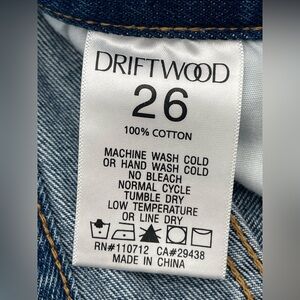 DRIFTWOOD
26
100% COTTON
MACHINE WASH COLD
OR HAND WASH COLD
NO BLEACH
NORMAL CYCLE
TUMBLE DRY
LOW TEMPERATURE
OR LINE DRY
RN#110712 CA#29438
MADE IN CHINA